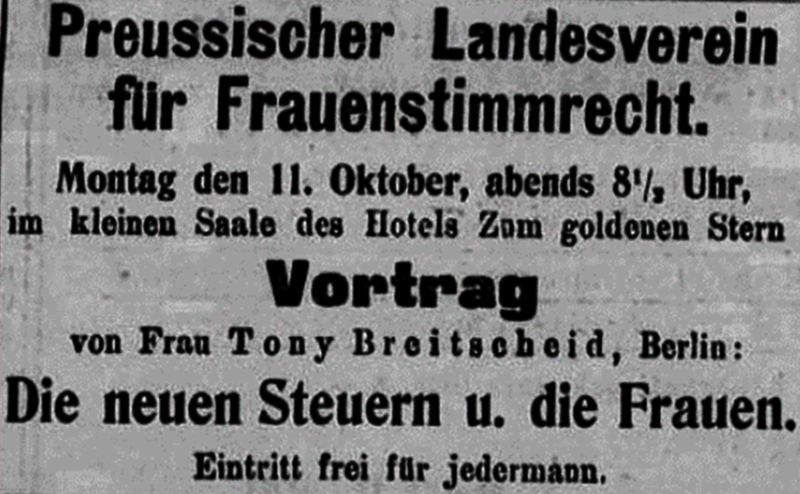 Preussischer Landesverein
für Frauenstimmrecht.
Montag den 11. Oktober, abends 8½ Uhr,
im kleinen Saale des Hotels Zum goldenen Stern
Vortrag
von Frau Tony Breitscheid, Berlin:
Die neuen Steuern u. die Frauen.
Eintritt frei für jedermann.